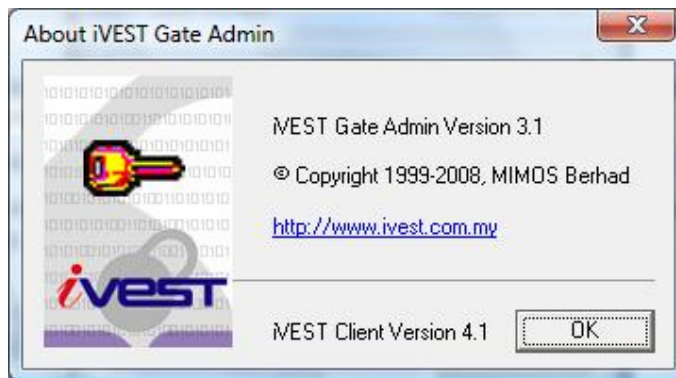 About iVEST Gate Admin
iVEST Gate Admin Version 3.1
© Copyright 1999-2008, MIMOS Berhad
http://www.ivest.com.my
ivest
iVEST Client Version 4.1
OK